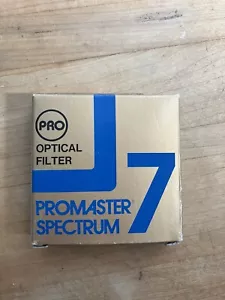 PRO
OPTICAL
FILTER
PROMASTER
SPECTRUM 7